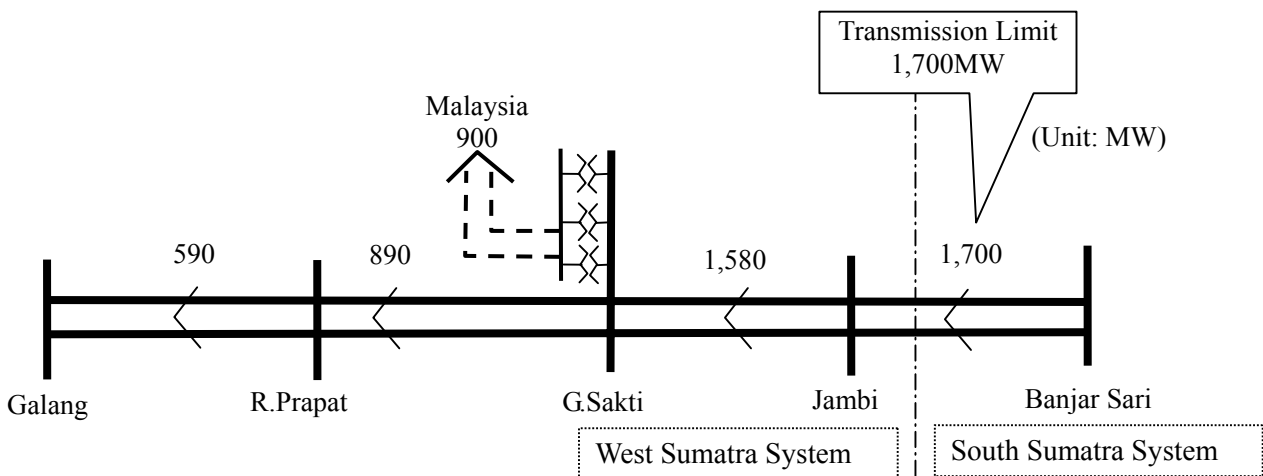 Transmission Limit
1,700MW
Malaysia
900
(Unit: MW)
590
890
1,580
1,700
Galang
R.Prapat
G.Sakti
Jambi
Banjar Sari
West Sumatra System
South Sumatra System